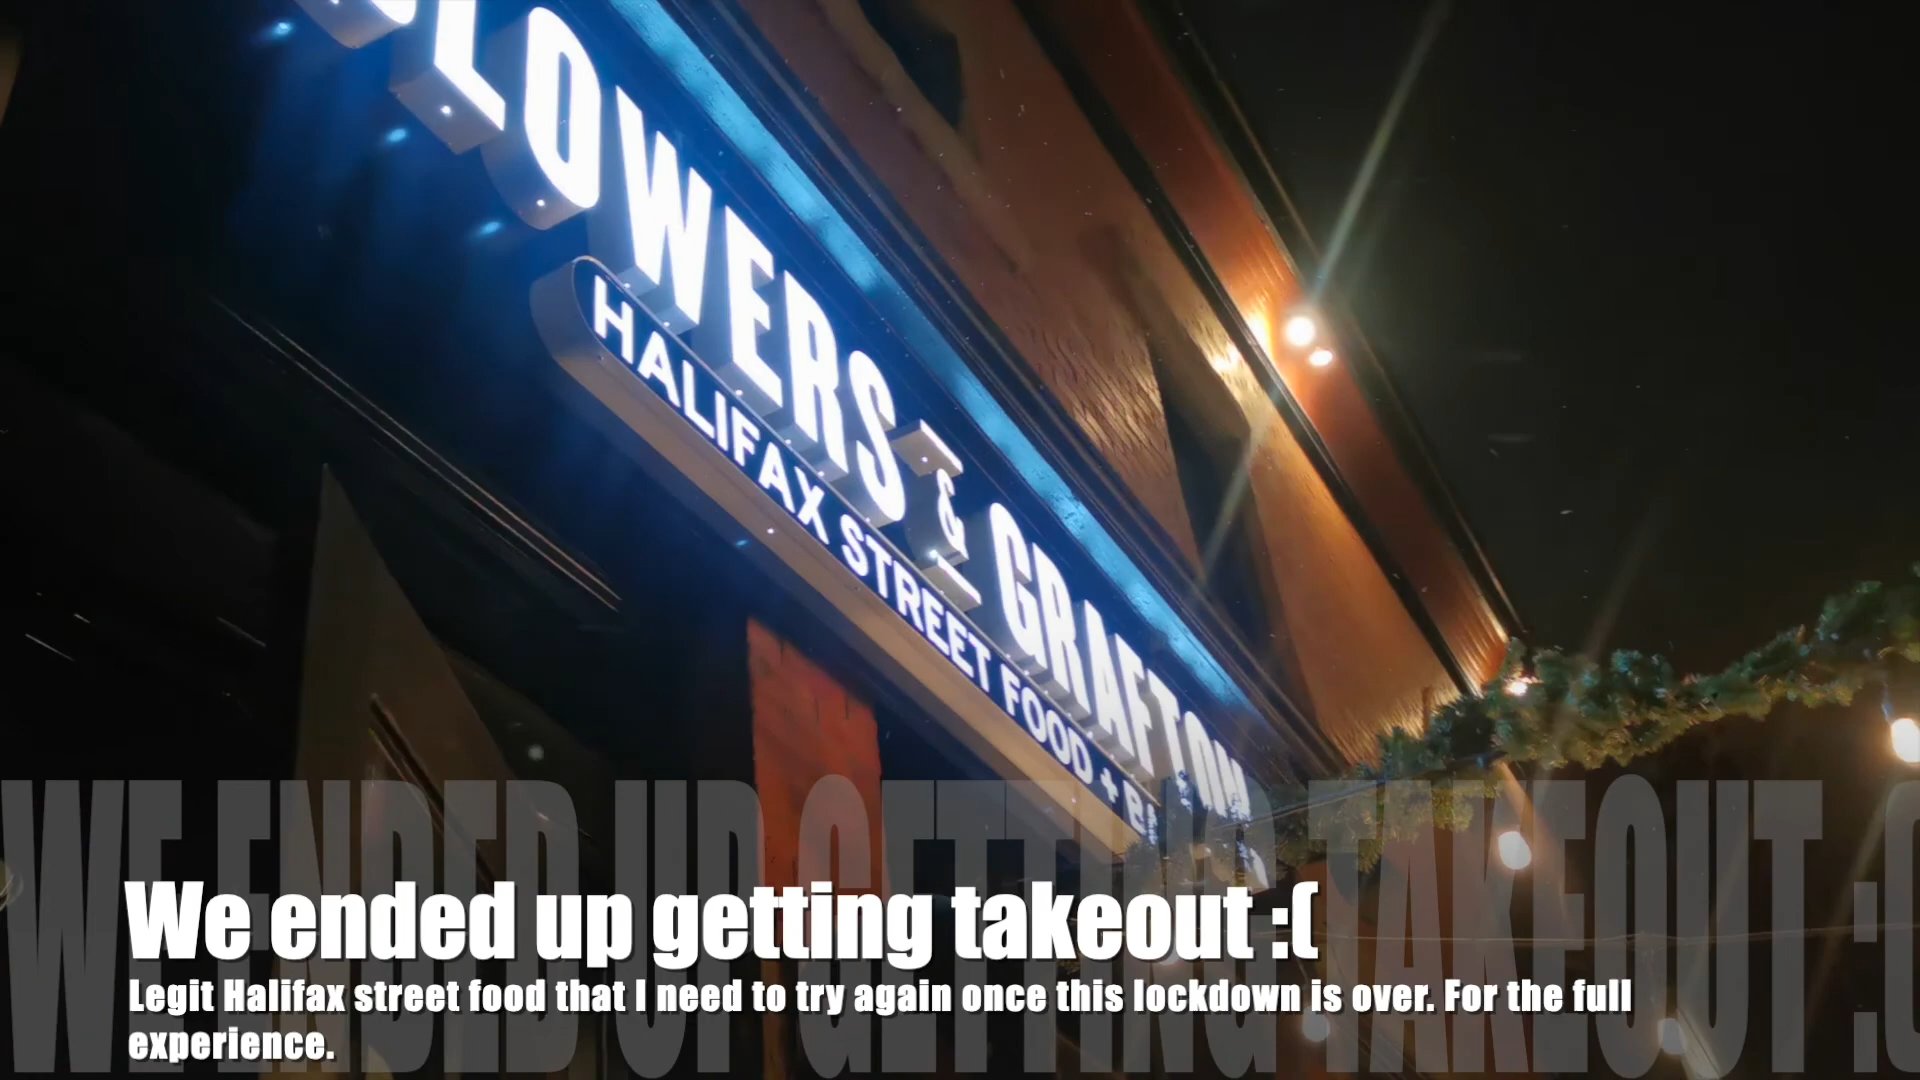 LOWERS & GRAFTON
HALIFAX STREET FOOD +
WE ENDED UP GETTING TAKEOUT :(
We ended up getting takeout :(
Legit Halifax street food that I need to try again once this lockdown is over. For the full
experience.